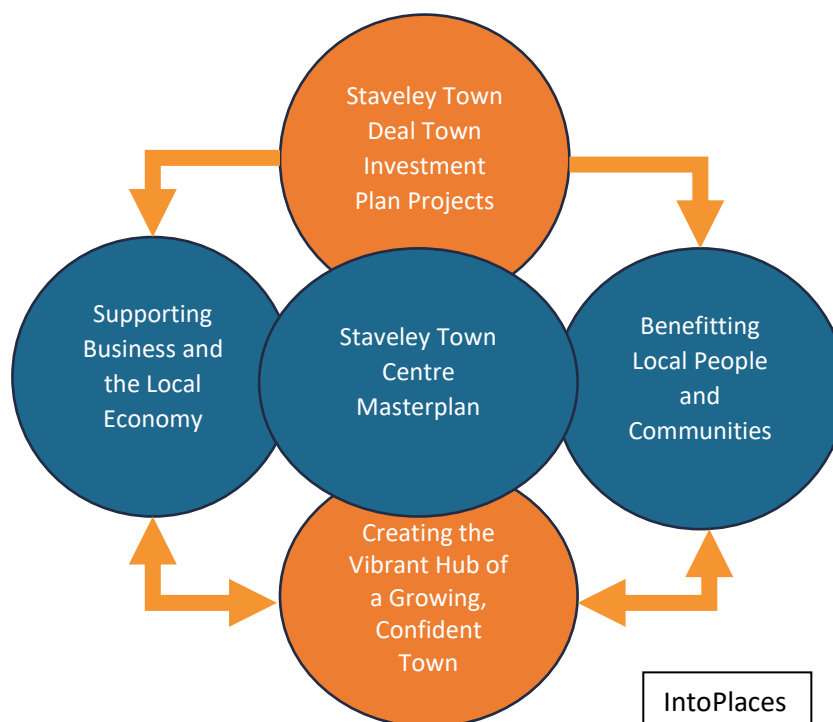 Staveley Town
Deal Town
Investment
Plan Projects
Supporting
Business and
the Local
Economy
Staveley Town
Centre
Masterplan
Benefitting
Local People
and
Communities
Creating the
Vibrant Hub of
a Growing,
Confident
Town
IntoPlaces